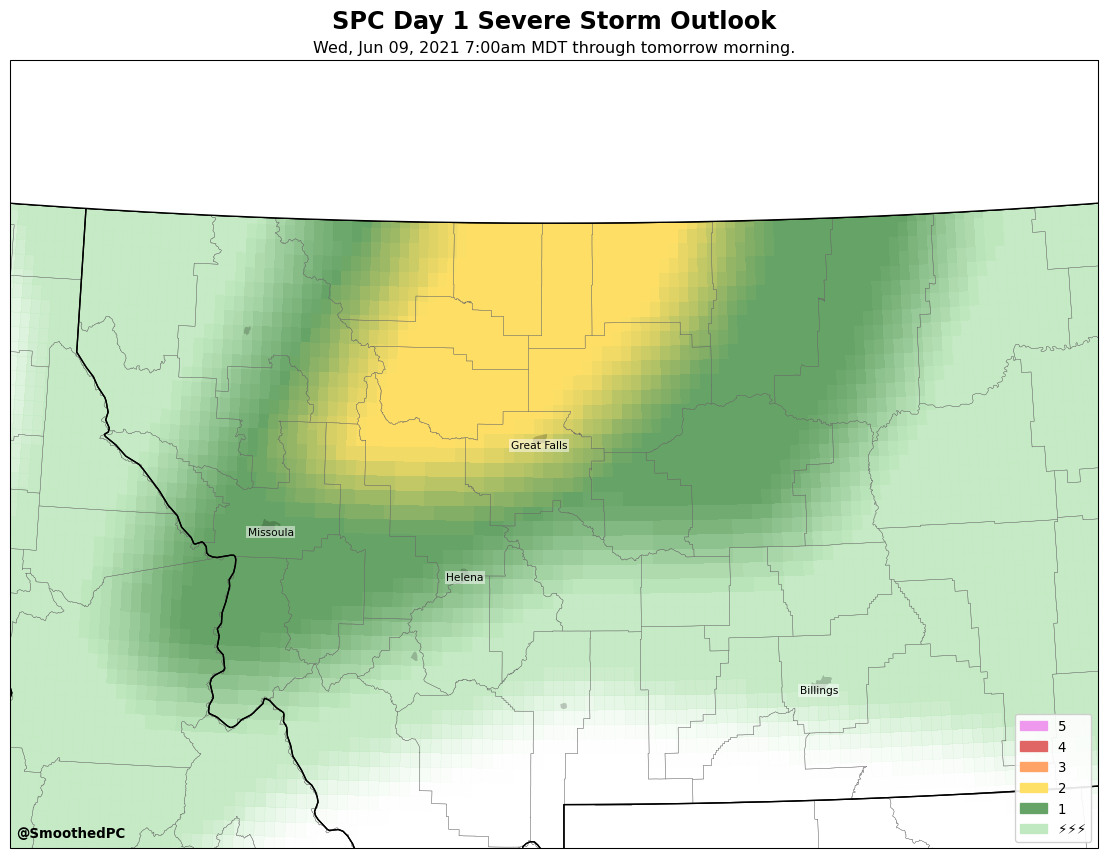 SPC Day 1 Severe Storm Outlook
Wed, Jun 09, 2021 7:00am MDT through tomorrow morning.
Great Falls
Missoula
Helena
Billings
5
4
3
2
1
⚡⚡⚡
@SmoothedPC